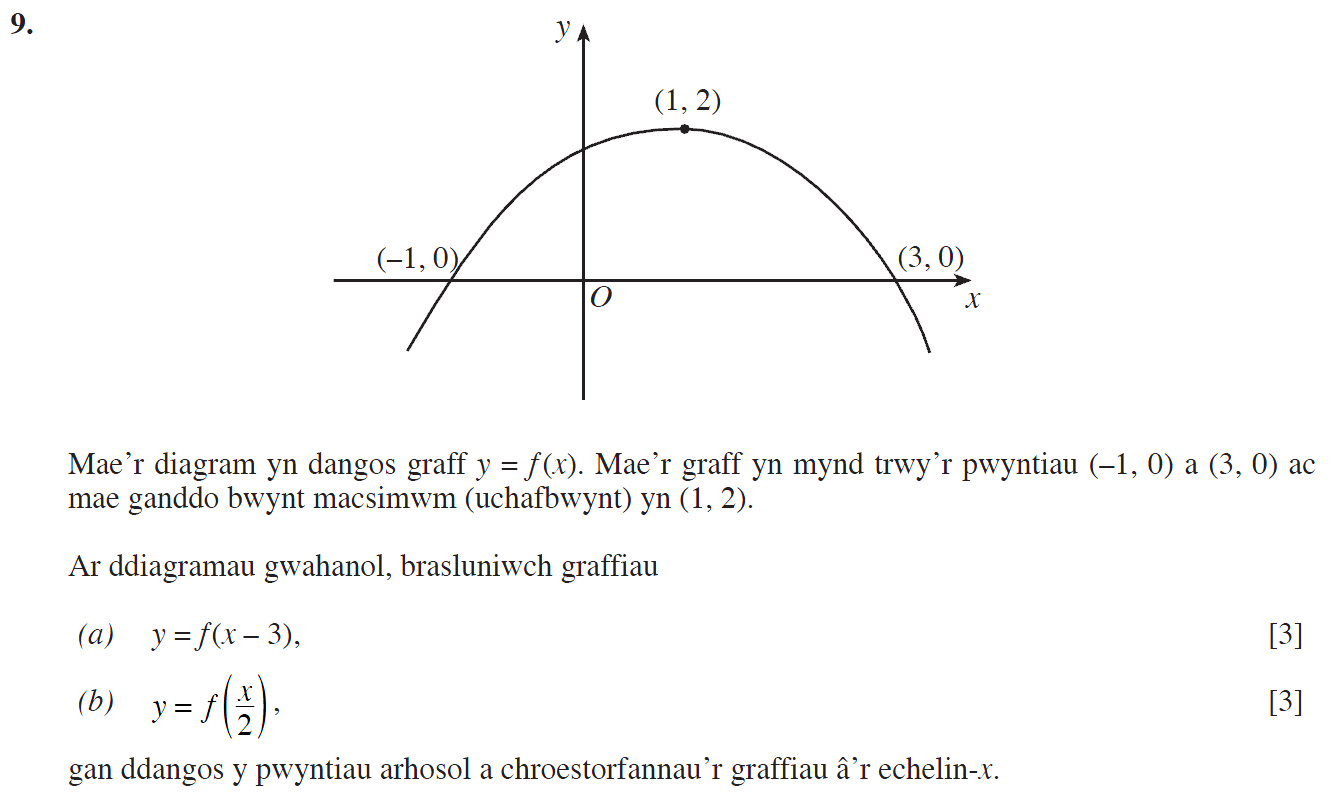 9.
y
(1, 2)
(–1, 0)
(3, 0)
O
x
Mae’r diagram yn dangos graff y = f(x). Mae’r graff yn mynd trwy’r pwyntiau (–1, 0) a (3, 0) ac
mae ganddo bwynt macsimwm (uchafbwynt) yn (1, 2).
Ar ddiagramau gwahanol, brasluniwch graffiau
(a) y = f(x – 3), [3]
(b) y = f(x/2), [3]
gan ddangos y pwyntiau arhosol a chroestorfannau’r graffiau â’r echelin-x.